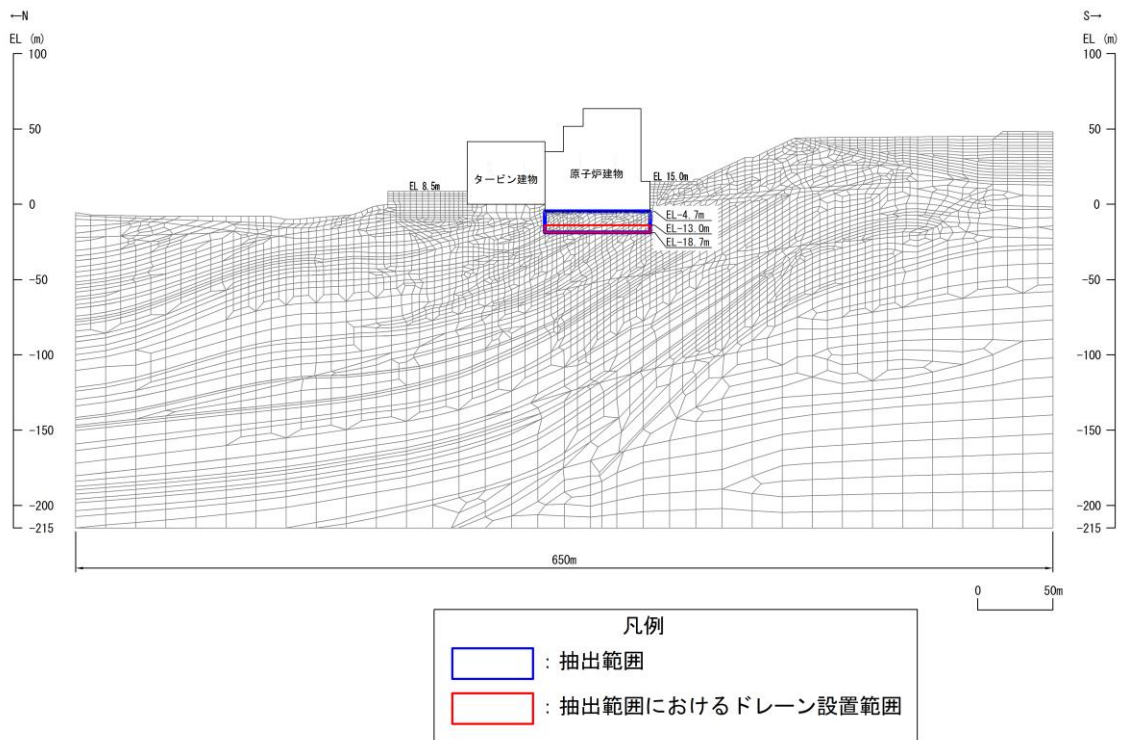 ←N
S→
EL (m)
EL (m)
100
100
50
50
0
0
-50
-50
-100
-100
-150
-150
-200
-200
-215
-215
タービン建物
原子炉建物
EL 8.5m
EL 15.0m
EL-4.7m
EL-13.0m
EL-18.7m
650m
0 50m
凡例
：抽出範囲
：抽出範囲におけるドレーン設置範囲